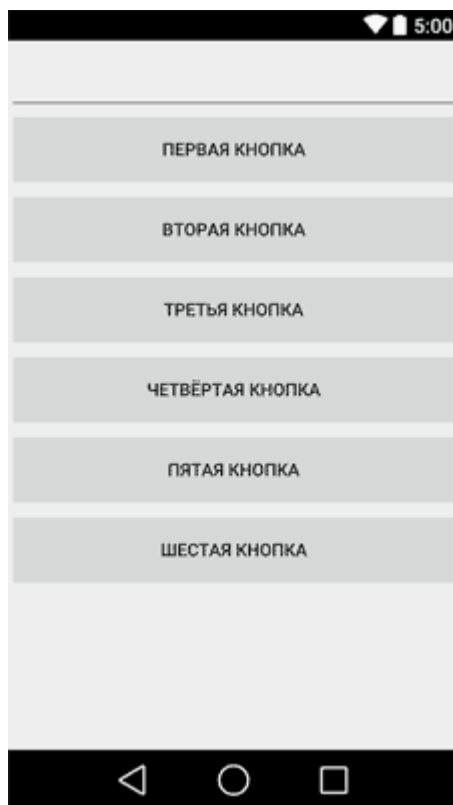 5:00
ПЕРВАЯ КНОПКА
ВТОРАЯ КНОПКА
ТРЕТЬЯ КНОПКА
ЧЕТВЁРТАЯ КНОПКА
ПЯТАЯ КНОПКА
ШЕСТАЯ КНОПКА